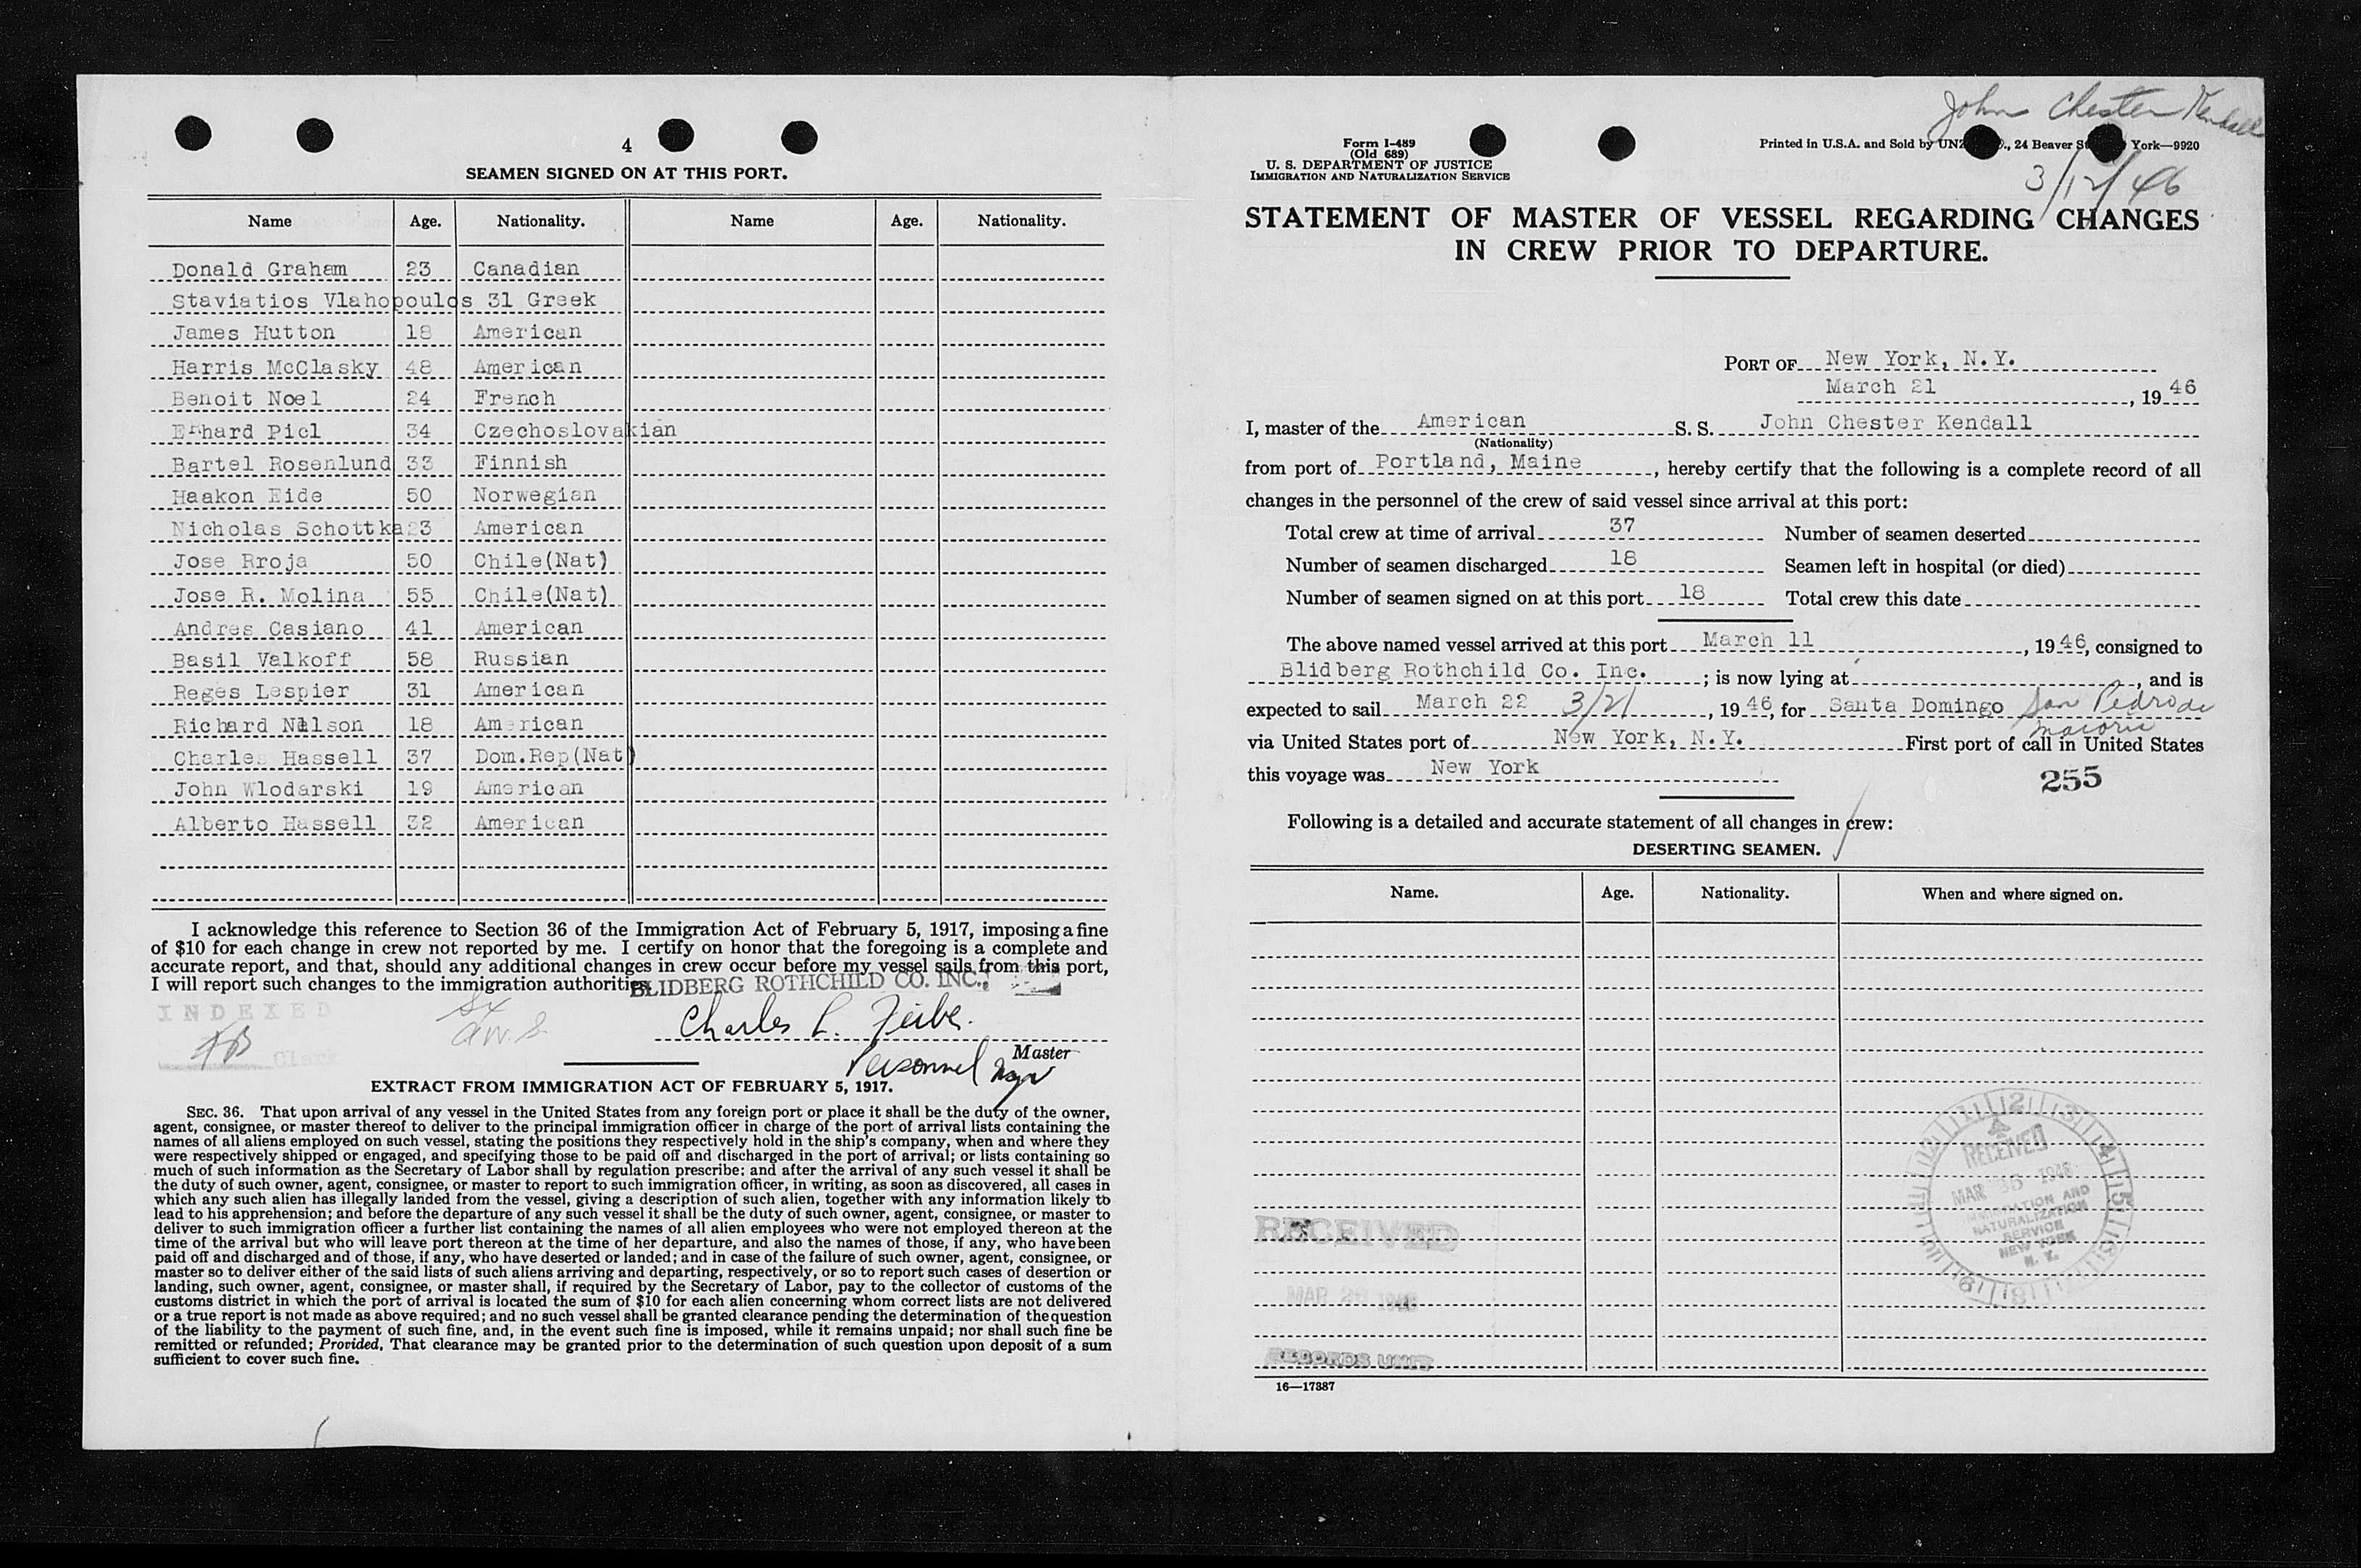 4
SEAMEN SIGNED ON AT THIS PORT.
Name Age. Nationality. Name Age. Nationality.
Donald Graham 23 Canadian
Staviatios Vlahopoulos 31 Greek
James Hutton 18 American
Harris McClasky 48 American
Benoit Noel 24 French
Picl 34 Czechoslovakian
Bartel Rosenlund 33 Finnish
Haakon Eide 50 Norwegian
Nicholas Schottka 23 American
Jose Rroja 50 Chile(Nat)
Jose R. Molina 55 Chile(Nat)
Andres Casiano 41 American
Basil Valkoff 58 Russian
Reges Lespier 31 American
Richard Nelson 18 American
Charles Hassell 37 Dom.Rep(Nat)
John Wlodarski 19 American
Alberto Hassell 32 American
I acknowledge this reference to Section 36 of the Immigration Act of February 5, 1917, imposing a fine
of $10 for each change in crew not reported by me. I certify on honor that the foregoing is a complete and
accurate report, and that, should any additional changes in crew occur before my vessel sails from this port,
I will report such changes to the immigration authorities.
BLIDBERG ROTHCHILD CO. INC.
INDEXED
Charles L.
Clerk
Master
Personnel Mgr
EXTRACT FROM IMMIGRATION ACT OF FEBRUARY 5, 1917.
SEC. 36. That upon arrival of any vessel in the United States from any foreign port or place it shall be the duty of the owner,
agent, consignee, or master thereof to deliver to the principal immigration officer in charge of the port of arrival lists containing the
names of all aliens employed on such vessel, stating the positions they respectively hold in the ship's company, when and where they
were respectively shipped or engaged, and specifying those to be paid off and discharged in the port of arrival; or lists containing so
much of such information as the Secretary of Labor shall by regulation prescribe; and after the arrival of any such vessel it shall be
the duty of such owner, agent, consignee, or master to report to such immigration officer, in writing, as soon as discovered, all cases in
which any such alien has illegally landed from the vessel, giving a description of such alien, together with any information likely to
lead to his apprehension; and before the departure of any such vessel it shall be the duty of such owner, agent, consignee, or master to
deliver to such immigration officer a further list containing the names of all alien employees who were not employed thereon at the
time of the arrival but who will leave port thereon at the time of her departure, and also the names of those, if any, who have been
paid off and discharged and of those, if any, who have deserted or landed; and in case of the failure of such owner, agent, consignee, or
master so to deliver either of the said lists of such aliens arriving and departing, respectively, or so to report such cases of desertion or
landing, such owner, agent, consignee, or master shall, if required by the Secretary of Labor, pay to the collector of customs of the
customs district in which the port of arrival is located the sum of $10 for each alien concerning whom correct lists are not delivered
or a true report is not made as above required; and no such vessel shall be granted clearance pending the determination of the question
of the liability to the payment of such fine, and, in the event such fine is imposed, while it remains unpaid; nor shall such fine be
remitted or refunded; Provided, That clearance may be granted prior to the determination of such question upon deposit of a sum
sufficient to cover such fine.
John Chester Kendall
3/12/46
Form I-489
(Old 689)
U. S. DEPARTMENT OF JUSTICE
IMMIGRATION AND NATURALIZATION SERVICE
Printed in U.S.A. and Sold by 24 Beaver York—9920
STATEMENT OF MASTER OF VESSEL REGARDING CHANGES
IN CREW PRIOR TO DEPARTURE.
PORT OF New York, N.Y.
March 21, 1946
I, master of the American S. S. John Chester Kendall
(Nationality)
from port of Portland, Maine, hereby certify that the following is a complete record of all
changes in the personnel of the crew of said vessel since arrival at this port:
Total crew at time of arrival 37 Number of seamen deserted
Number of seamen discharged 18 Seamen left in hospital (or died)
Number of seamen signed on at this port 18 Total crew this date
The above named vessel arrived at this port March 11, 1946, consigned to
Blidberg Rothchild Co. Inc.; is now lying at , and is
expected to sail March 22 3/21, 1946, for Santa Domingo San Pedro de
Macoris
via United States port of New York, N.Y. First port of call in United States
this voyage was New York
255
Following is a detailed and accurate statement of all changes in crew:
DESERTING SEAMEN.
Name. Age. Nationality. When and where signed on.
RECEIVED
MAR 1946
IMMIGRATION AND
NATURALIZATION
SERVICE
NEW YORK
N. Y.
RECEIVED
MAR 1946
RECORDS UNIT
16—17387